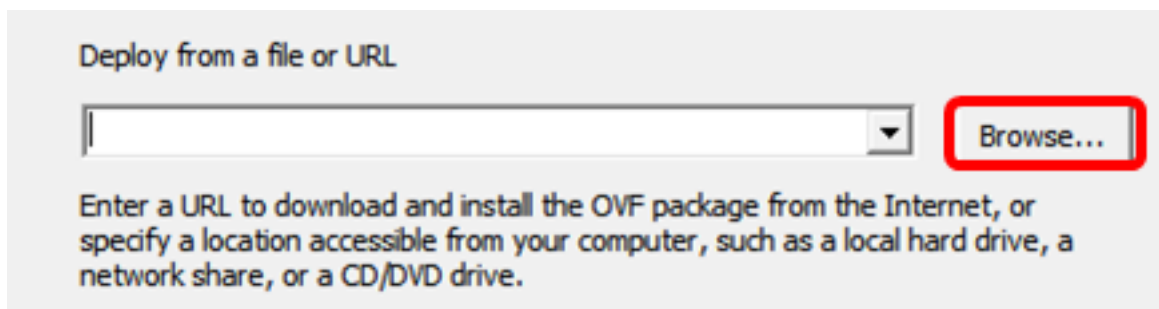 Deploy from a file or URL
Browse...
Enter a URL to download and install the OVF package from the Internet, or
specify a location accessible from your computer, such as a local hard drive, a
network share, or a CD/DVD drive.